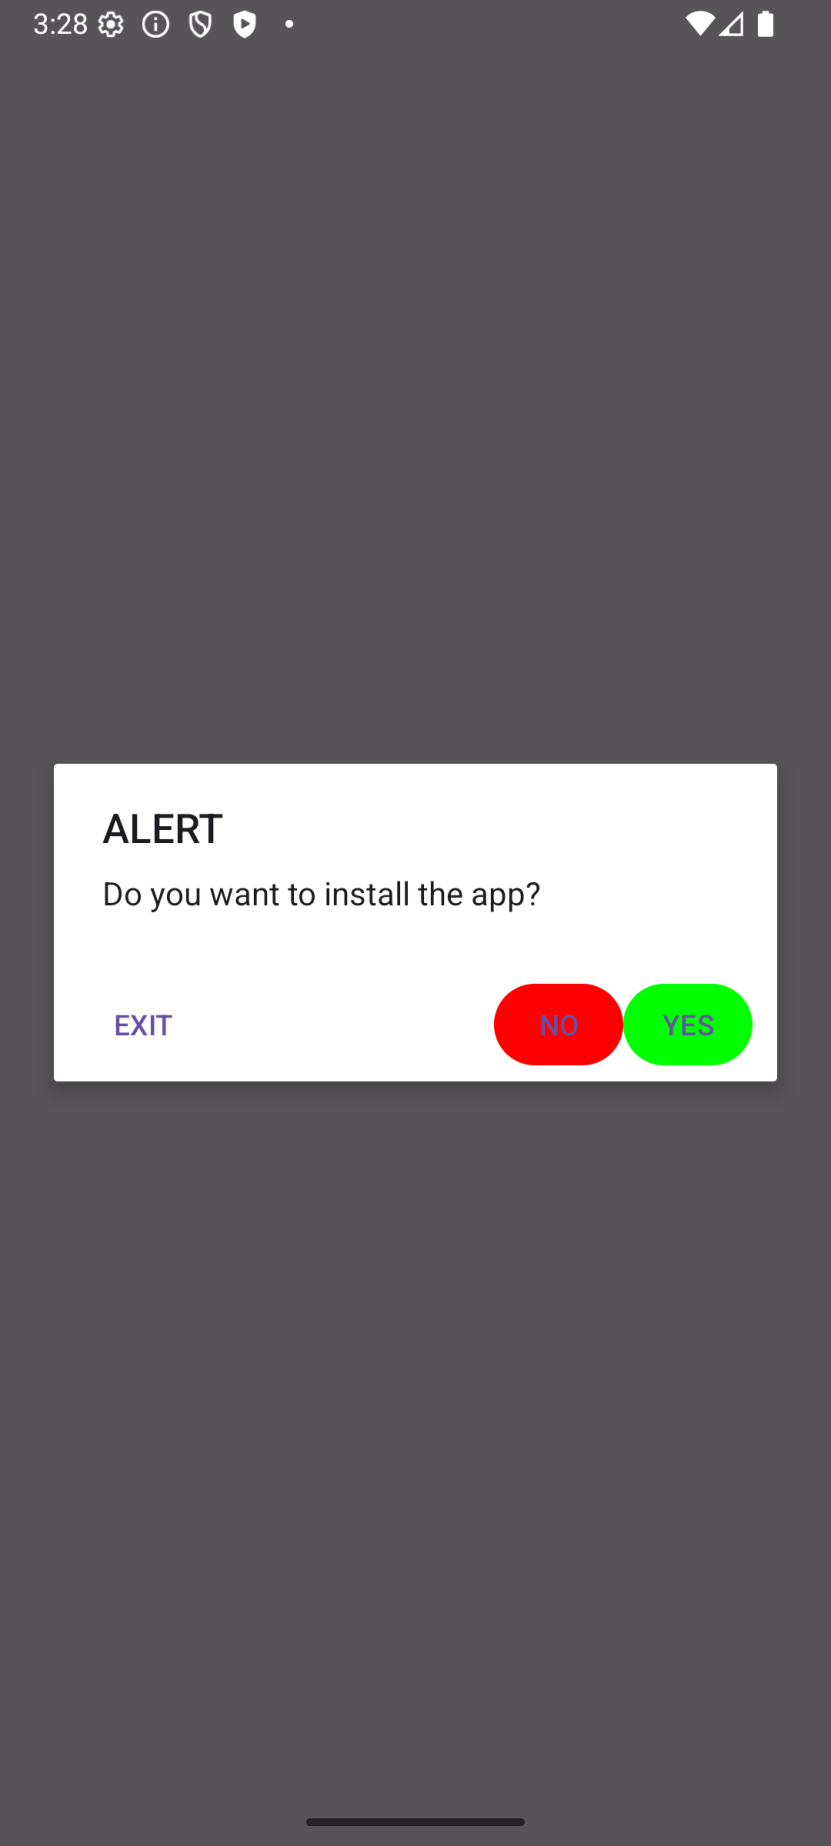 3:28
ALERT
Do you want to install the app?
EXIT NO YES